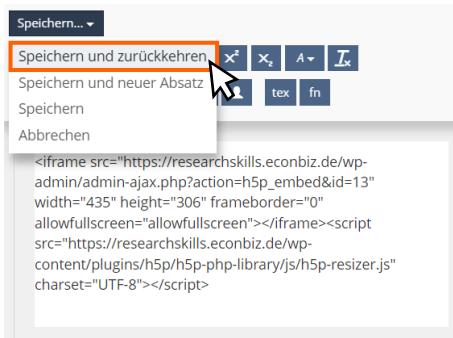 Speichern...
Speichern und zurückkehren
x² x₂ A Tx
Speichern und neuer Absatz
tex fn
Speichern
Abbrechen
<iframe src="https://researchskills.econbiz.de/wp-
admin/admin-ajax.php?action=h5p_embed&id=13"
width="435" height="306" frameborder="0"
allowfullscreen="allowfullscreen"></iframe><script
src="https://researchskills.econbiz.de/wp-
content/plugins/h5p/h5p-php-library/js/h5p-resizer.js"
charset="UTF-8"></script>